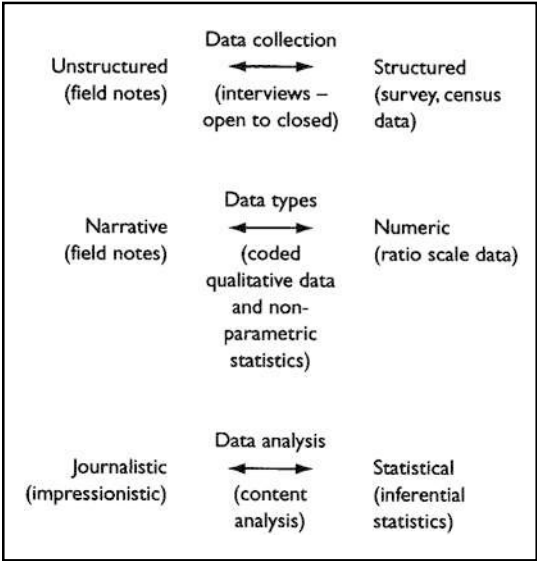 Data collection
Unstructured
(field notes)
(interviews –
open to closed)
Structured
(survey, census
data)
Data types
Narrative
(field notes)
(coded
qualitative data
and non-
parametric
statistics)
Numeric
(ratio scale data)
Data analysis
Journalistic
(impressionistic)
(content
analysis)
Statistical
(inferential
statistics)